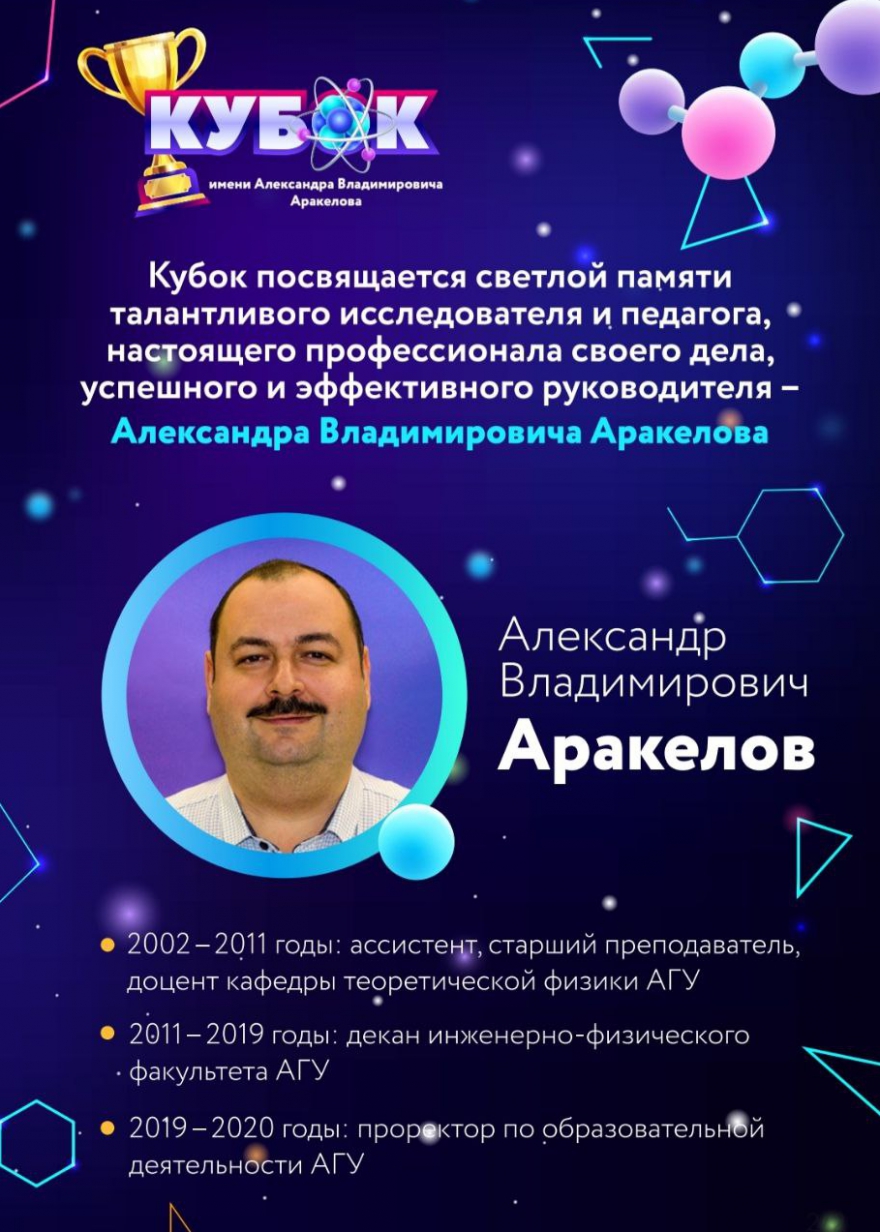 КУБОК
имени Александра Владимировича
Аракелова
Кубок посвящается светлой памяти
талантливого исследователя и педагога,
настоящего профессионала своего дела,
успешного и эффективного руководителя –
Александра Владимировича Аракелова
Александр
Владимирович
Аракелов
2002 – 2011 годы: ассистент, старший преподаватель,
доцент кафедры теоретической физики АГУ
2011 – 2019 годы: декан инженерно-физического
факультета АГУ
2019 – 2020 годы: проректор по образовательной
деятельности АГУ